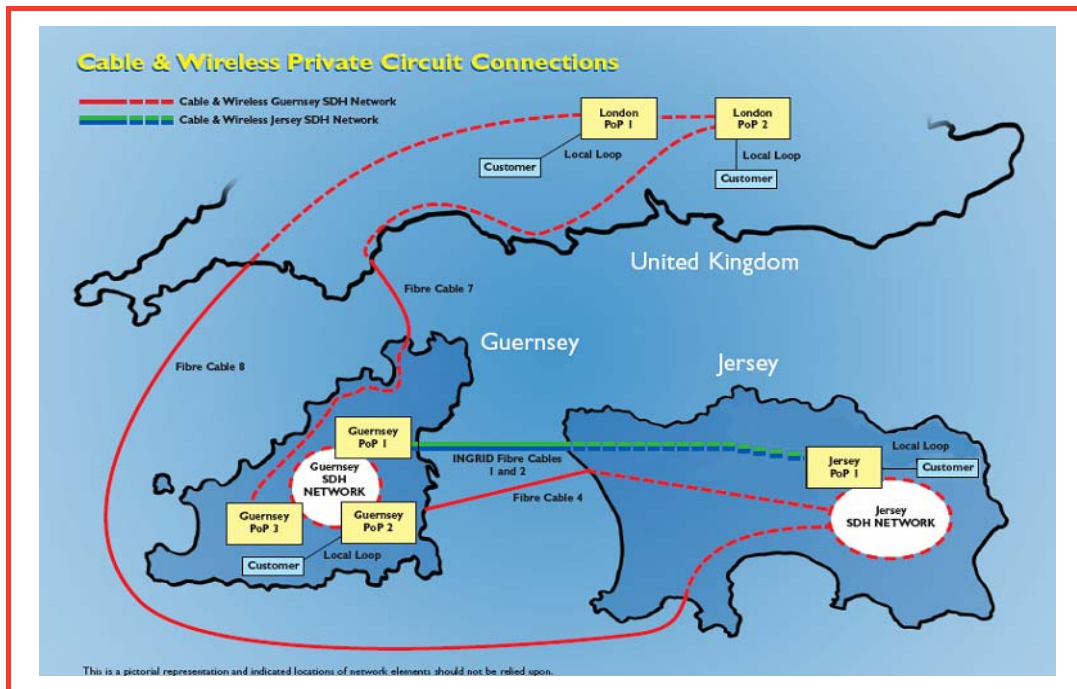 Cable & Wireless Private Circuit Connections
Cable & Wireless Guernsey SDH Network
Cable & Wireless Jersey SDH Network
London
PoP 1
London
PoP 2
Local Loop
Customer
Local Loop
Customer
United Kingdom
Fibre Cable 7
Guernsey
Jersey
Fibre Cable 8
Guernsey
PoP 1
Local Loop
INGRID Fibre Cables
1 and 2
Jersey
PoP 1
Customer
Guernsey
SDH
NETWORK
Fibre Cable 4
Guernsey
PoP 3
Guernsey
PoP 2
Jersey
SDH NETWORK
Local Loop
Customer
This is a pictorial representation and indicated locations of network elements should not be relied upon.